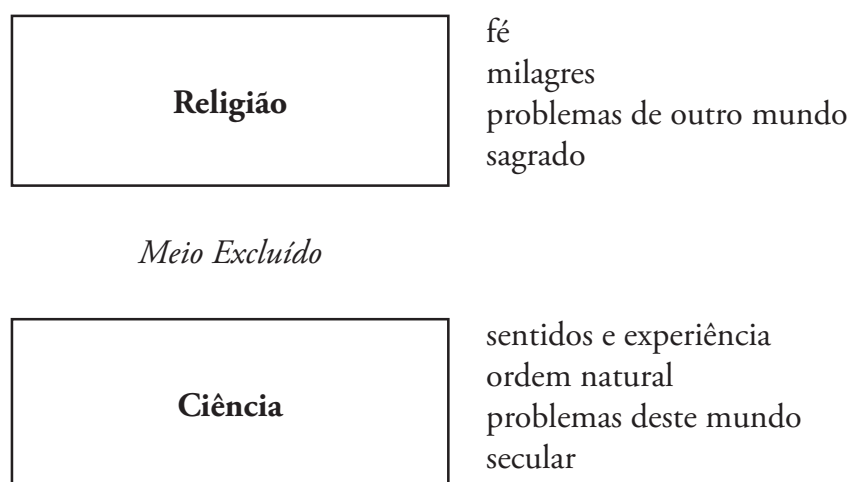 fé
milagres
Religião
problemas de outro mundo
sagrado
Meio Excluído
sentidos e experiência
ordem natural
Ciência
problemas deste mundo
secular